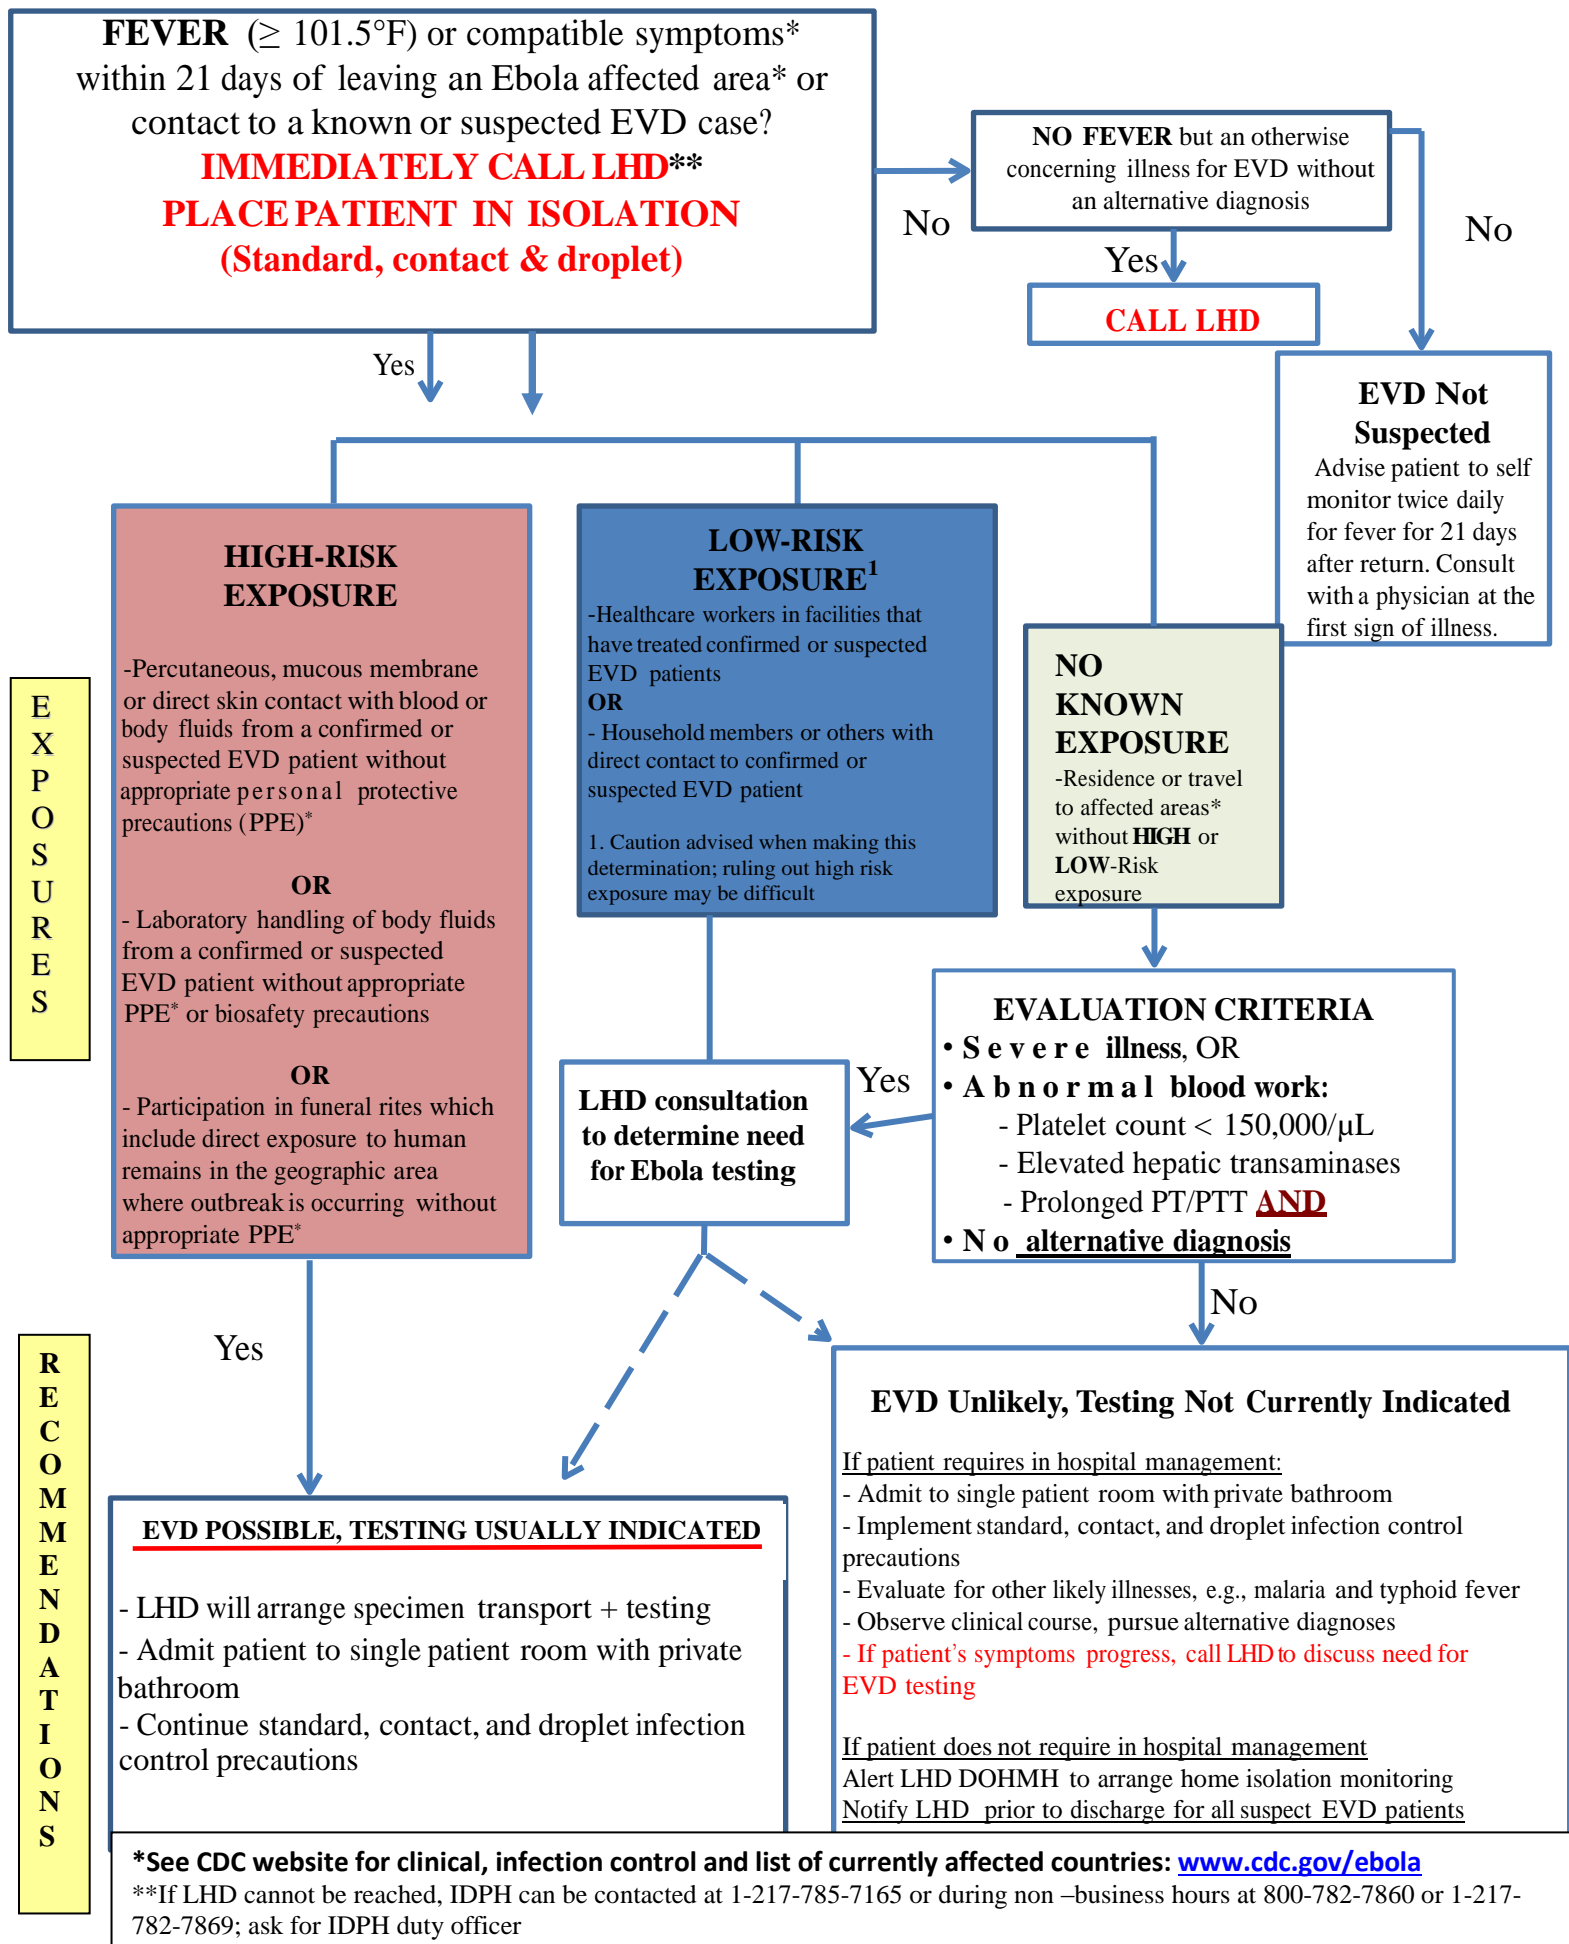 FEVER (≥ 101.5°F) or compatible symptoms*
within 21 days of leaving an Ebola affected area* or
contact to a known or suspected EVD case?
IMMEDIATELY CALL LHD**
PLACE PATIENT IN ISOLATION
(Standard, contact & droplet)
No
NO FEVER but an otherwise
concerning illness for EVD without
an alternative diagnosis
No
Yes
CALL LHD
Yes
EVD Not
Suspected
Advise patient to self
monitor twice daily
for fever for 21 days
after return. Consult
with a physician at the
first sign of illness.
E
X
P
O
S
U
R
E
S
HIGH-RISK
EXPOSURE
-Percutaneous, mucous membrane
or direct skin contact with blood or
body fluids from a confirmed or
suspected EVD patient without
appropriate personal protective
precautions (PPE)*
OR
- Laboratory handling of body fluids
from a confirmed or suspected
EVD patient without appropriate
PPE* or biosafety precautions
OR
- Participation in funeral rites which
include direct exposure to human
remains in the geographic area
where outbreak is occurring without
appropriate PPE*
LOW-RISK
EXPOSURE1
-Healthcare workers in facilities that
have treated confirmed or suspected
EVD patients
OR
- Household members or others with
direct contact to confirmed or
suspected EVD patient
1. Caution advised when making this
determination; ruling out high risk
exposure may be difficult
NO
KNOWN
EXPOSURE
-Residence or travel
to affected areas*
without HIGH or
LOW-Risk
exposure
EVALUATION CRITERIA
• Severe illness, OR
• Abnormal blood work:
- Platelet count < 150,000/µL
- Elevated hepatic transaminases
- Prolonged PT/PTT AND
• No alternative diagnosis
Yes
LHD consultation
to determine need
for Ebola testing
No
Yes
R
E
C
O
M
M
E
N
D
A
T
I
O
N
S
EVD POSSIBLE, TESTING USUALLY INDICATED
- LHD will arrange specimen transport + testing
- Admit patient to single patient room with private
bathroom
- Continue standard, contact, and droplet infection
control precautions
EVD Unlikely, Testing Not Currently Indicated
If patient requires in hospital management:
- Admit to single patient room with private bathroom
- Implement standard, contact, and droplet infection control
precautions
- Evaluate for other likely illnesses, e.g., malaria and typhoid fever
- Observe clinical course, pursue alternative diagnoses
- If patient's symptoms progress, call LHD to discuss need for
EVD testing
If patient does not require in hospital management
Alert LHD DOHMH to arrange home isolation monitoring
Notify LHD prior to discharge for all suspect EVD patients
*See CDC website for clinical, infection control and list of currently affected countries: www.cdc.gov/ebola
**If LHD cannot be reached, IDPH can be contacted at 1-217-785-7165 or during non –business hours at 800-782-7860 or 1-217-
782-7869; ask for IDPH duty officer